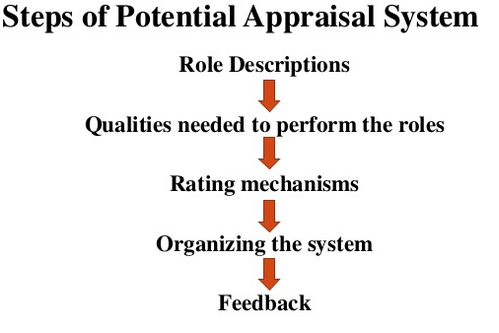 Steps of Potential Appraisal System
Role Descriptions
Qualities needed to perform the roles
Rating mechanisms
Organizing the system
Feedback